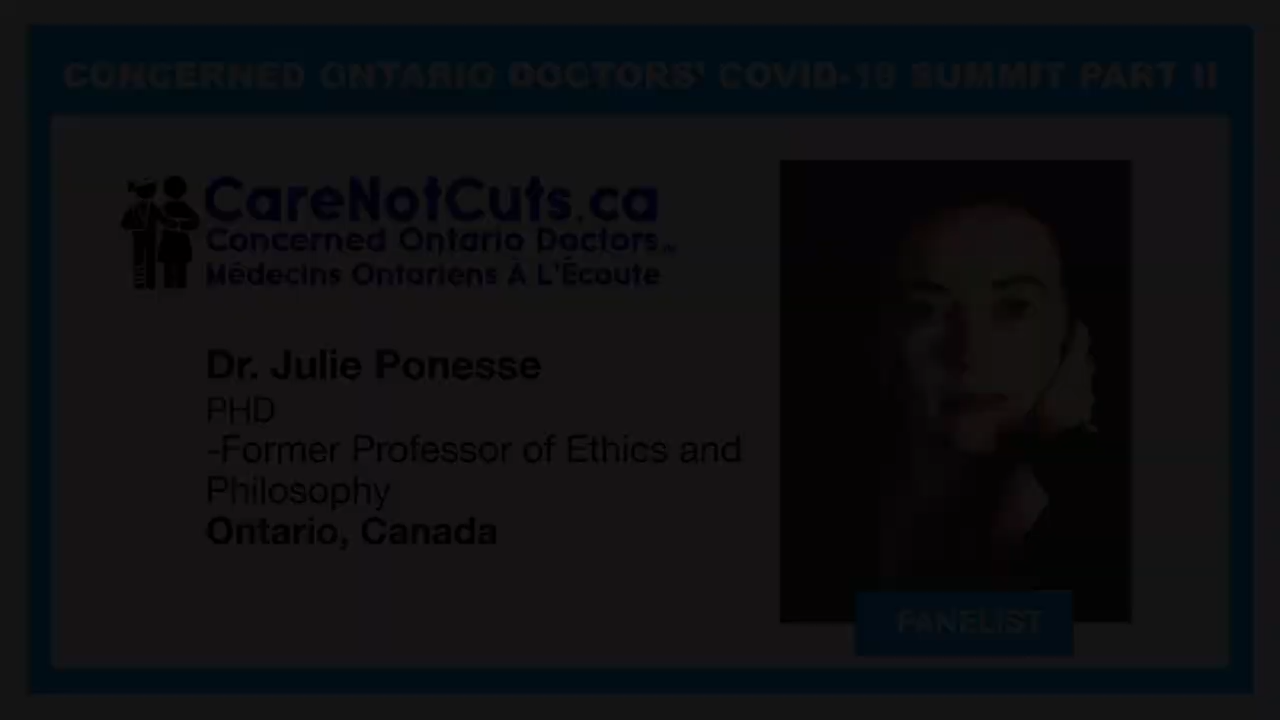 CONCERNED ONTARIO DOCTORS' COVID-19 SUMMIT PART II
CareNotCuts.ca
Concerned Ontario Doctors
Médecins Ontariens À L'Écoute
Dr. Julie Ponesse
PHD
-Former Professor of Ethics and
Philosophy
Ontario, Canada
PANELIST